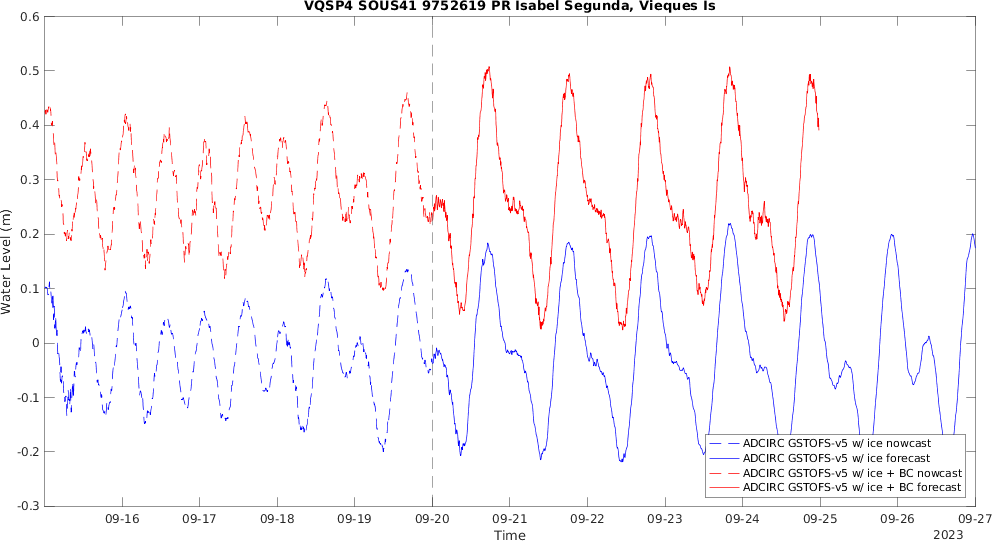 VQSP4 SOUS41 9752619 PR Isabel Segunda, Vieques Is
0.6
0.5
0.4
0.3
0.2
0.1
0
-0.1
-0.2
-0.3
Water Level (m)
ADCIRC GSTOFS-v5 w/ ice nowcast
ADCIRC GSTOFS-v5 w/ ice forecast
ADCIRC GSTOFS-v5 w/ ice + BC nowcast
ADCIRC GSTOFS-v5 w/ ice + BC forecast
09-16 09-17 09-18 09-19 09-20 09-21 09-22 09-23 09-24 09-25 09-26 09-27
Time
2023